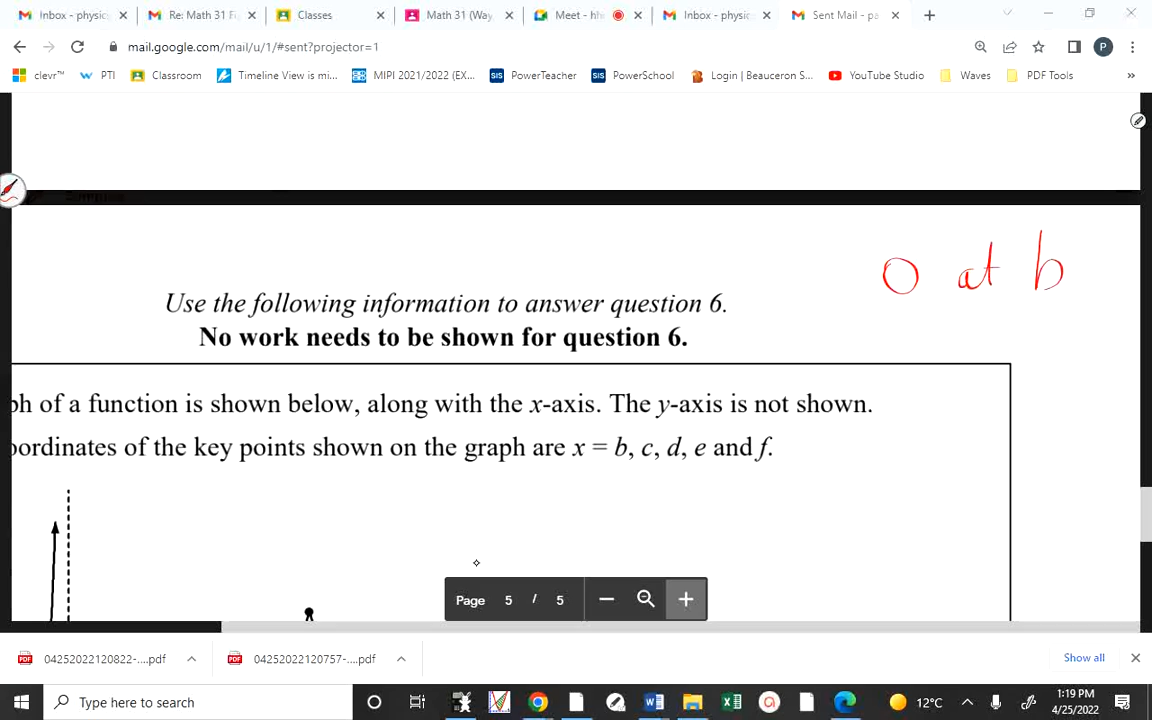 Inbox - physic
Re: Math 31 Fi
Classes
Math 31 (Way
Meet - hh
Inbox - physic
Sent Mail - pa
mail.google.com/mail/u/1/#sent?projector=1
P
clevr™
PTI
Classroom
Timeline View is mi...
MIPI 2021/2022 (EX...
SIS PowerTeacher
SIS PowerSchool
Login | Beauceron S...
YouTube Studio
Waves
PDF Tools
»
0 at b
Use the following information to answer question 6.
No work needs to be shown for question 6.
ph of a function is shown below, along with the x-axis. The y-axis is not shown.
oordinates of the key points shown on the graph are x = b, c, d, e and f.
Page 5 / 5
04252022120822-....pdf
04252022120757-....pdf
Show all
Type here to search
12°C
1:19 PM
4/25/2022